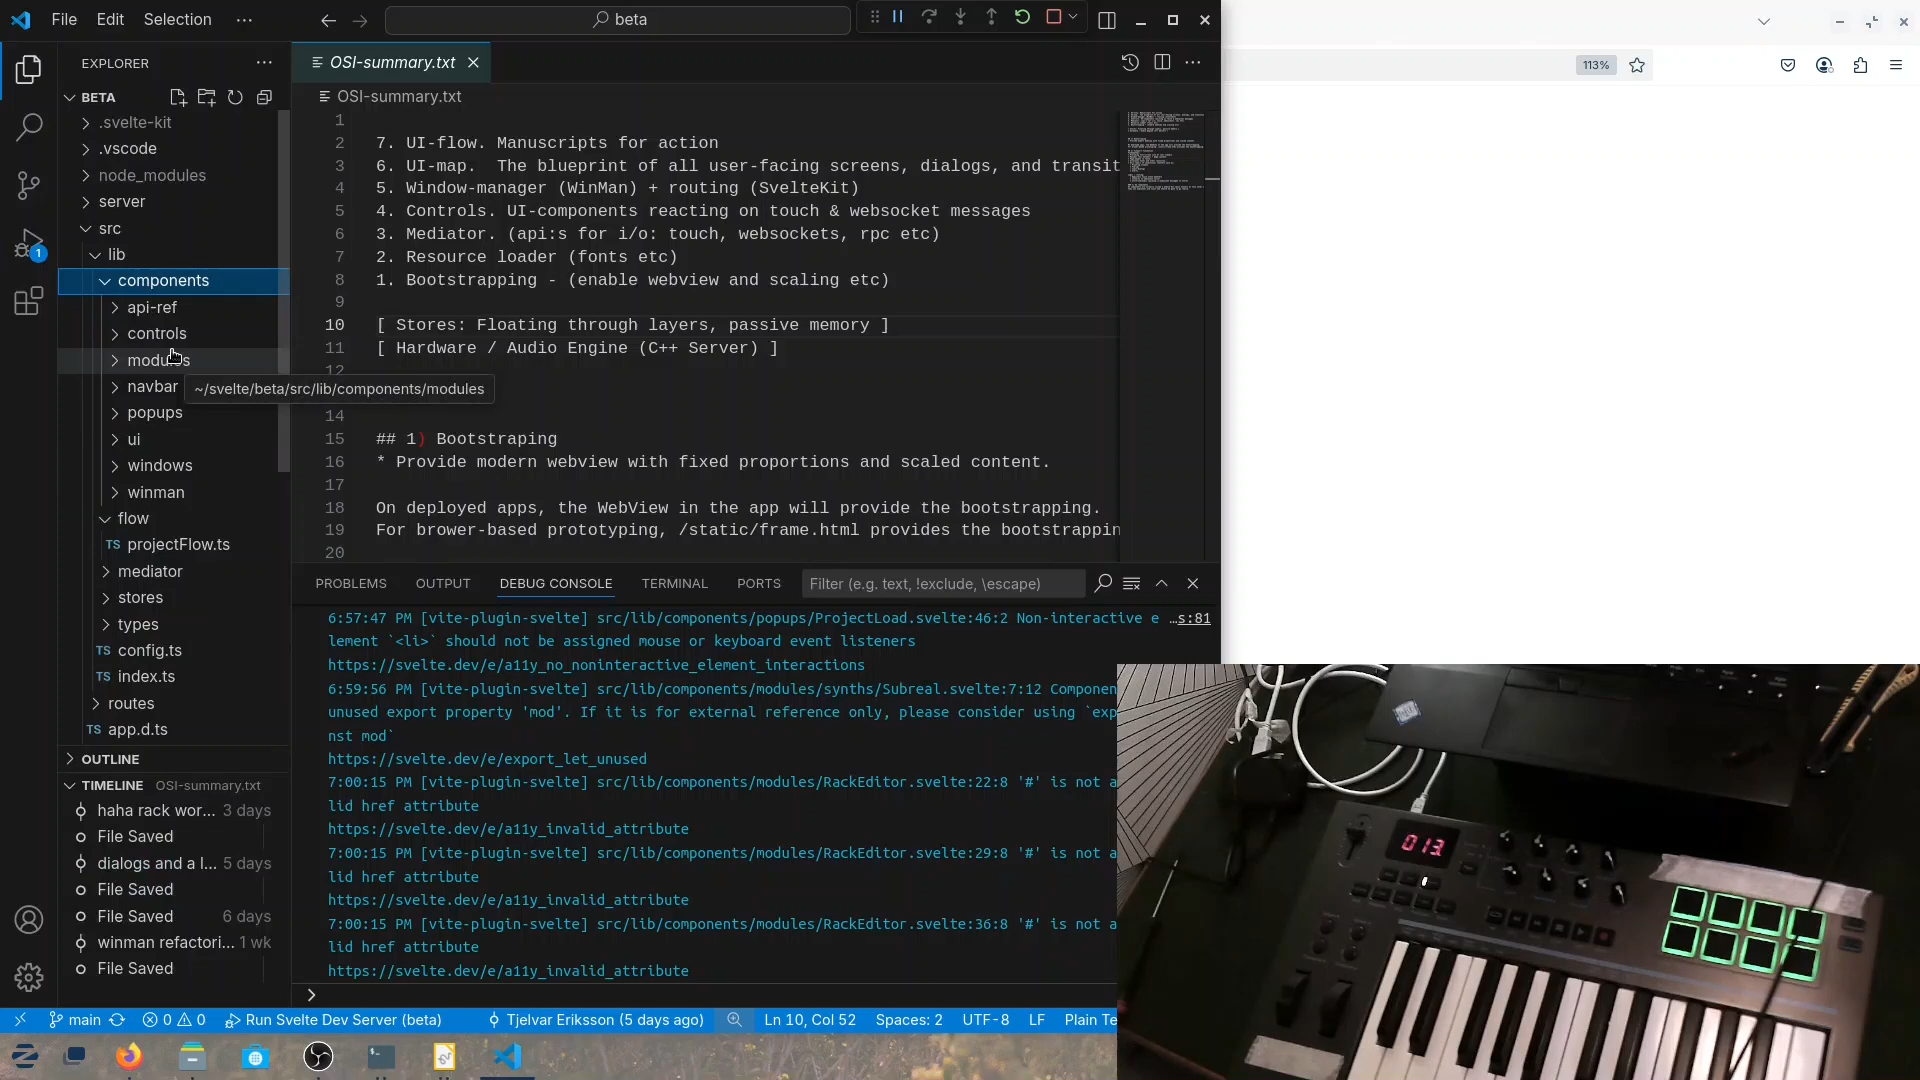 File Edit Selection ···
beta
113%
EXPLORER ···
OSI-summary.txt
BETA
OSI-summary.txt
.svelte-kit
.vscode
node_modules
server
src
lib
components
api-ref
controls
modules
navbar
popups
ui
windows
winman
flow
TS projectFlow.ts
mediator
stores
types
TS config.ts
TS index.ts
routes
TS app.d.ts
~/svelte/beta/src/lib/components/modules
1
2 7. UI-flow. Manuscripts for action
3 6. UI-map. The blueprint of all user-facing screens, dialogs, and transit
4 5. Window-manager (WinMan) + routing (SvelteKit)
5 4. Controls. UI-components reacting on touch & websocket messages
6 3. Mediator. (api:s for i/o: touch, websockets, rpc etc)
7 2. Resource loader (fonts etc)
8 1. Bootstrapping - (enable webview and scaling etc)
9
10 [ Stores: Floating through layers, passive memory ]
11 [ Hardware / Audio Engine (C++ Server) ]
12
14
15 ## 1) Bootstraping
16 * Provide modern webview with fixed proportions and scaled content.
17
18 On deployed apps, the WebView in the app will provide the bootstrapping.
19 For brower-based prototyping, /static/frame.html provides the bootstrappin
20
PROBLEMS OUTPUT DEBUG CONSOLE TERMINAL PORTS Filter (e.g. text, !exclude, \escape)
6:57:47 PM [vite-plugin-svelte] src/lib/components/popups/ProjectLoad.svelte:46:2 Non-interactive e …s:81
lement `<li>` should not be assigned mouse or keyboard event listeners
https://svelte.dev/e/a11y_no_noninteractive_element_interactions
6:59:56 PM [vite-plugin-svelte] src/lib/components/modules/synths/Subreal.svelte:7:12 Componen
unused export property 'mod'. If it is for external reference only, please consider using `exp
nst mod`
https://svelte.dev/e/export_let_unused
7:00:15 PM [vite-plugin-svelte] src/lib/components/modules/RackEditor.svelte:22:8 '#' is not a
lid href attribute
https://svelte.dev/e/a11y_invalid_attribute
7:00:15 PM [vite-plugin-svelte] src/lib/components/modules/RackEditor.svelte:29:8 '#' is not a
lid href attribute
https://svelte.dev/e/a11y_invalid_attribute
7:00:15 PM [vite-plugin-svelte] src/lib/components/modules/RackEditor.svelte:36:8 '#' is not a
lid href attribute
https://svelte.dev/e/a11y_invalid_attribute
OUTLINE
TIMELINE OSI-summary.txt
haha rack wor... 3 days
File Saved
dialogs and a l... 5 days
File Saved
File Saved 6 days
winman refactori... 1 wk
File Saved
1
013
main 0 0 Run Svelte Dev Server (beta) Tjelvar Eriksson (5 days ago) Ln 10, Col 52 Spaces: 2 UTF-8 LF Plain Te